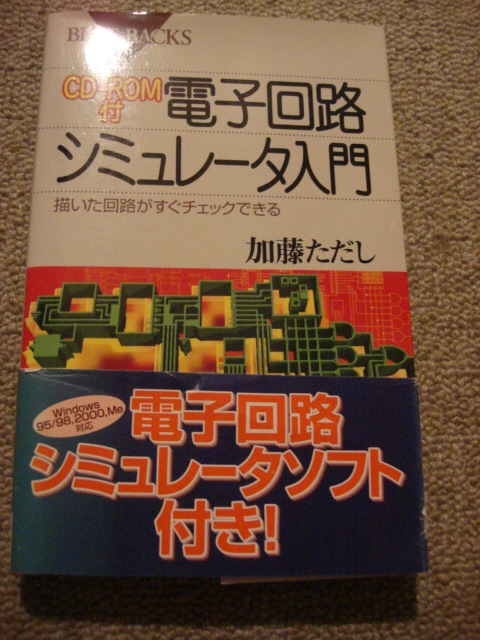 BLUE BACKS
CD-ROM付
電子回路
シミュレータ入門
描いた回路がすぐチェックできる
加藤ただし
Windows
95/98,2000,Me
対応
電子回路
シミュレータソフト
付き!